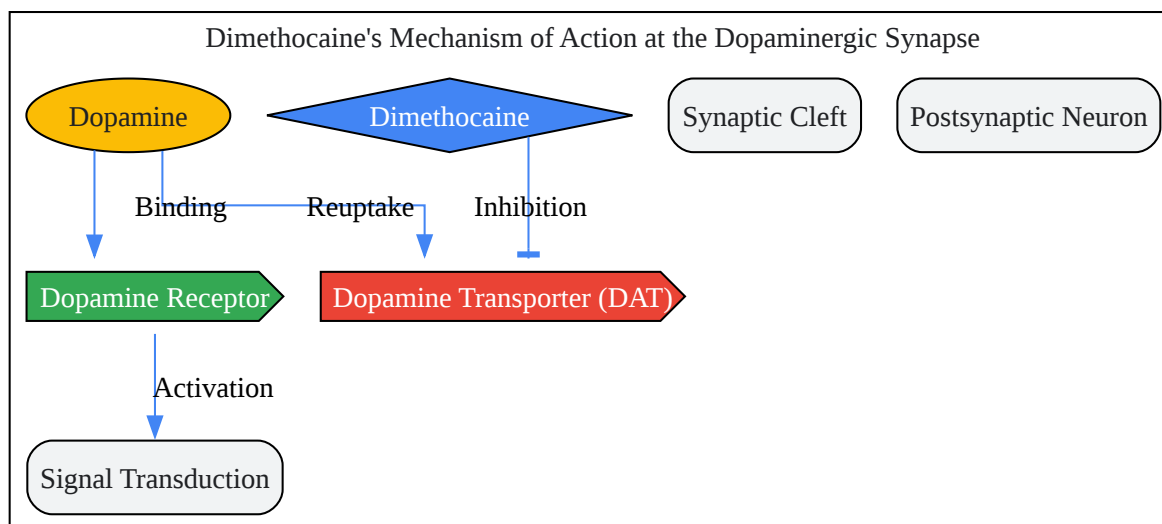 Dimethocaine's Mechanism of Action at the Dopaminergic Synapse
Dopamine
Dimethocaine
Synaptic Cleft
Postsynaptic Neuron
Binding
Reuptake
Inhibition
Dopamine Receptor
Dopamine Transporter (DAT)
Activation
Signal Transduction